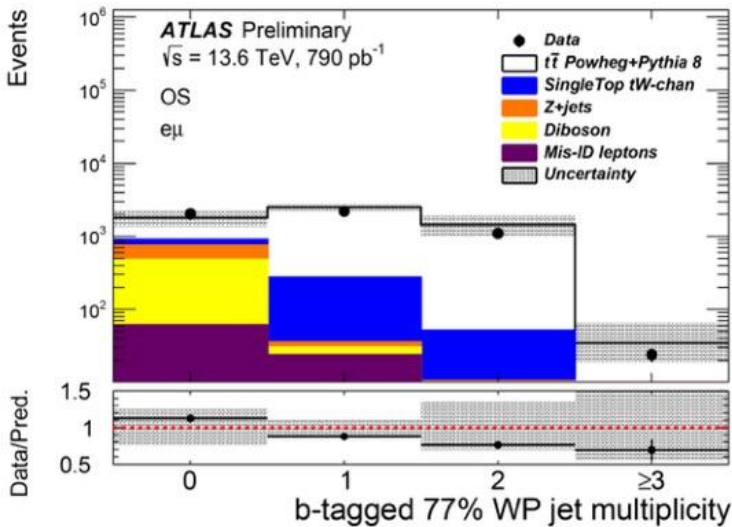 Events
10⁶
10⁵
10⁴
10³
10²
ATLAS Preliminary
√s = 13.6 TeV, 790 pb⁻¹
OS
eμ
Data
tt̄ Powheg+Pythia 8
SingleTop tW-chan
Z+jets
Diboson
Mis-ID leptons
Uncertainty
Data/Pred.
1.5
1
0.5
0 1 2 ≥3
b-tagged 77% WP jet multiplicity